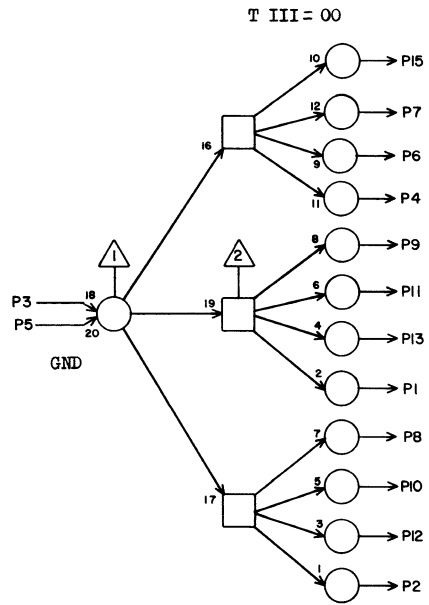 T III = 00
10 P15
12 P7
16
9 P6
11 P4
1 2
8 P9
P3 18
6 P11
19
P5 20
4 P13
GND
2 P1
7 P8
5 P10
17
3 P12
1 P2